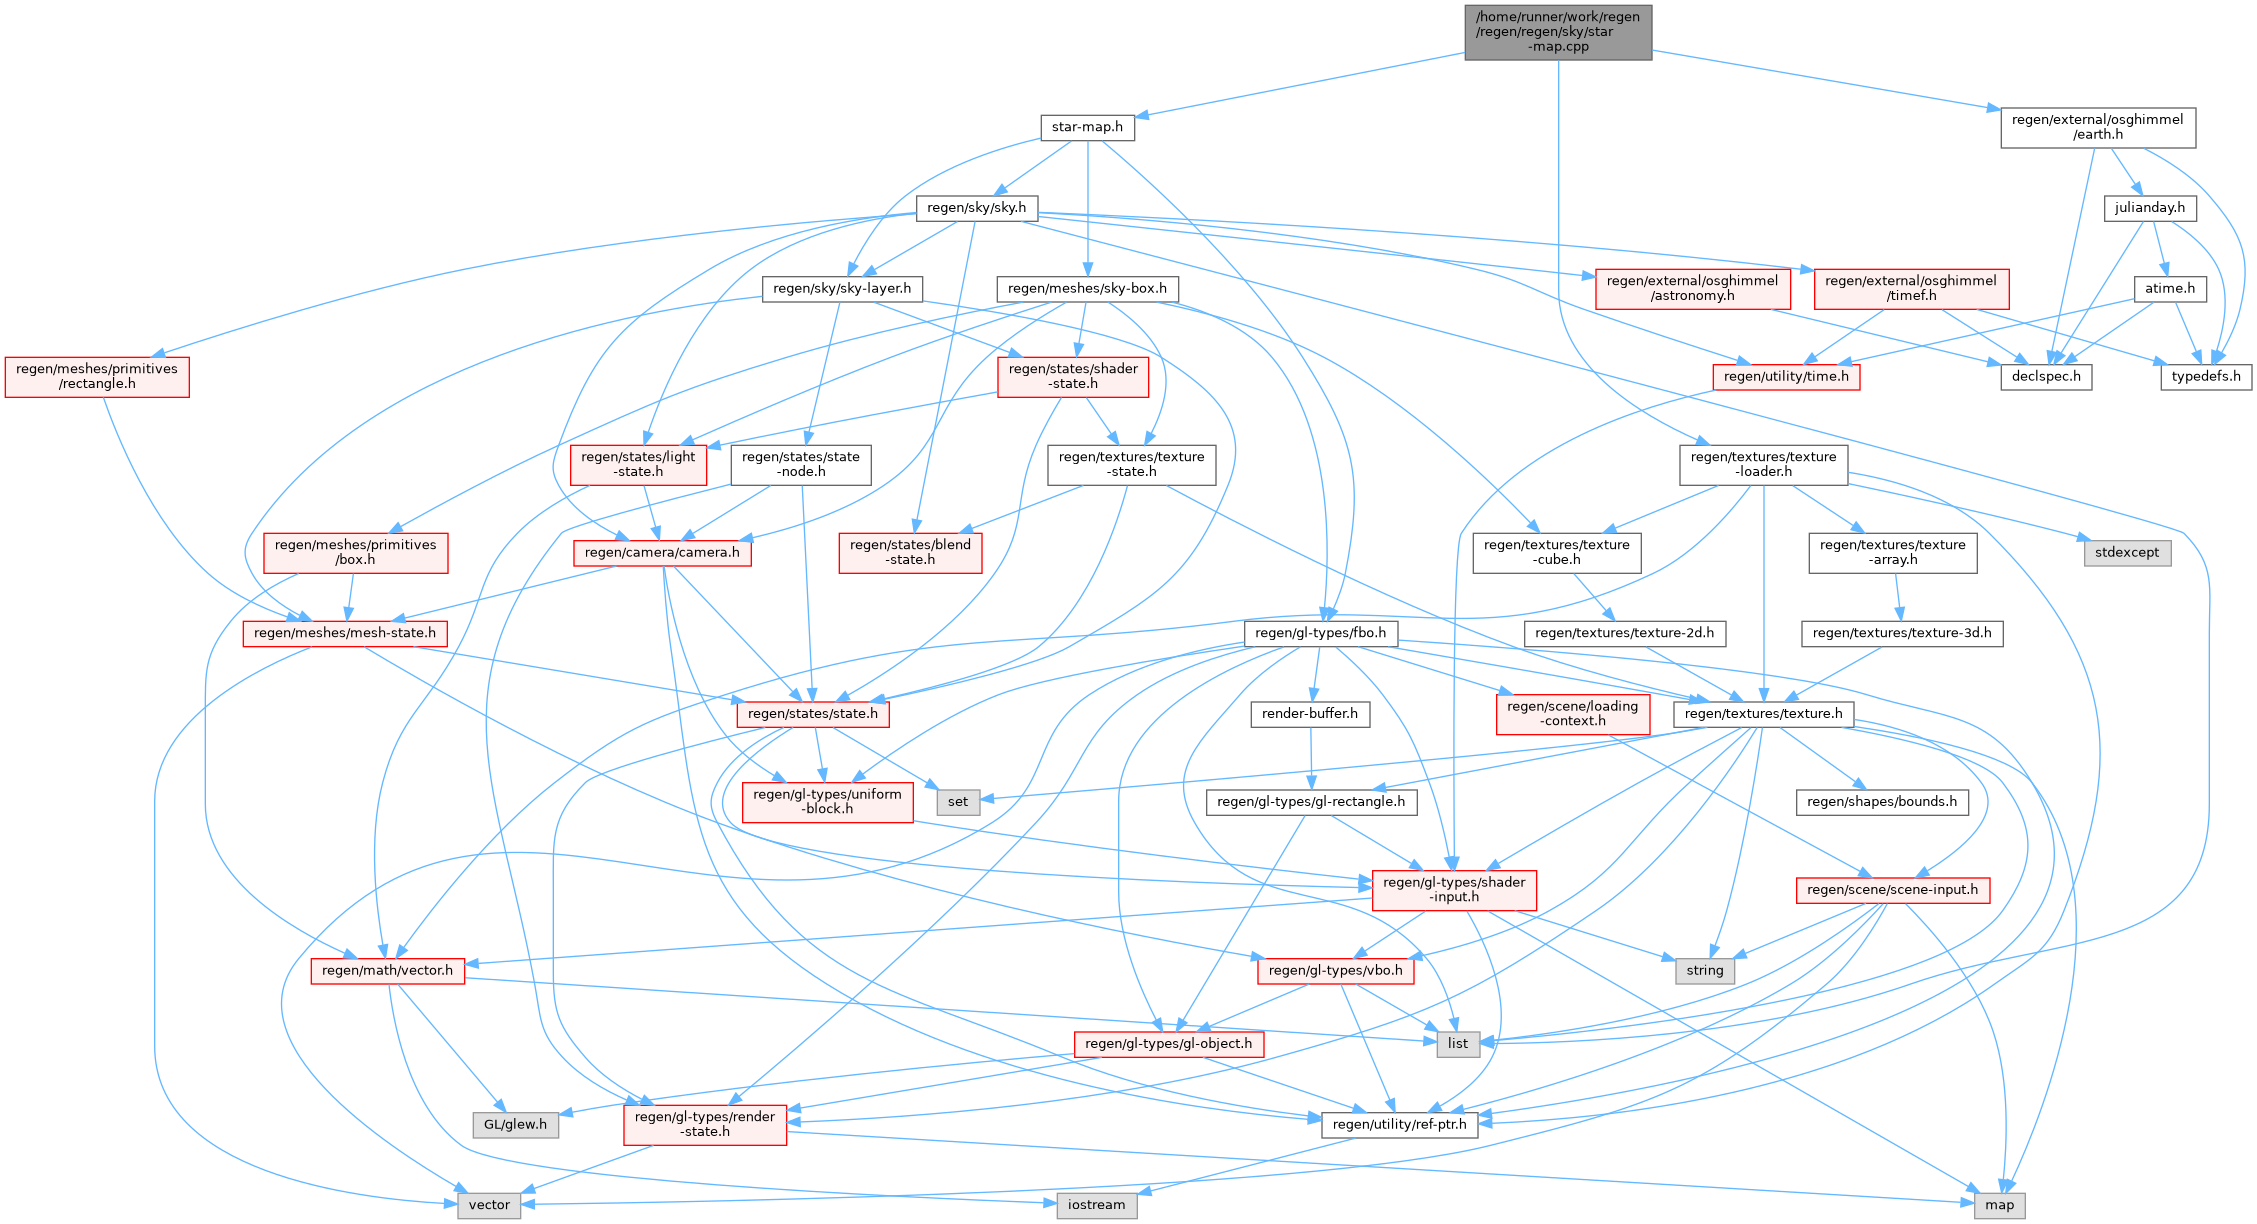 /home/runner/work/regen
/regen/regen/sky/star
-map.cpp
star-map.h
regen/external/osghimmel
/earth.h
regen/sky/sky.h
julianday.h
regen/sky/sky-layer.h
regen/meshes/sky-box.h
regen/external/osghimmel
/astronomy.h
regen/external/osghimmel
/timef.h
atime.h
regen/meshes/primitives
/rectangle.h
regen/states/shader
-state.h
regen/utility/time.h
declspec.h
typedefs.h
regen/states/light
-state.h
regen/states/state
-node.h
regen/textures/texture
-state.h
regen/textures/texture
-loader.h
regen/meshes/primitives
/box.h
regen/camera/camera.h
regen/states/blend
-state.h
regen/textures/texture
-cube.h
regen/textures/texture
-array.h
stdexcept
regen/meshes/mesh-state.h
regen/gl-types/fbo.h
regen/textures/texture-2d.h
regen/textures/texture-3d.h
regen/states/state.h
render-buffer.h
regen/scene/loading
-context.h
regen/textures/texture.h
regen/gl-types/uniform
-block.h
set
regen/gl-types/gl-rectangle.h
regen/shapes/bounds.h
regen/gl-types/shader
-input.h
regen/scene/scene-input.h
regen/math/vector.h
regen/gl-types/vbo.h
string
regen/gl-types/gl-object.h
list
GL/glew.h
regen/gl-types/render
-state.h
regen/utility/ref-ptr.h
vector
iostream
map